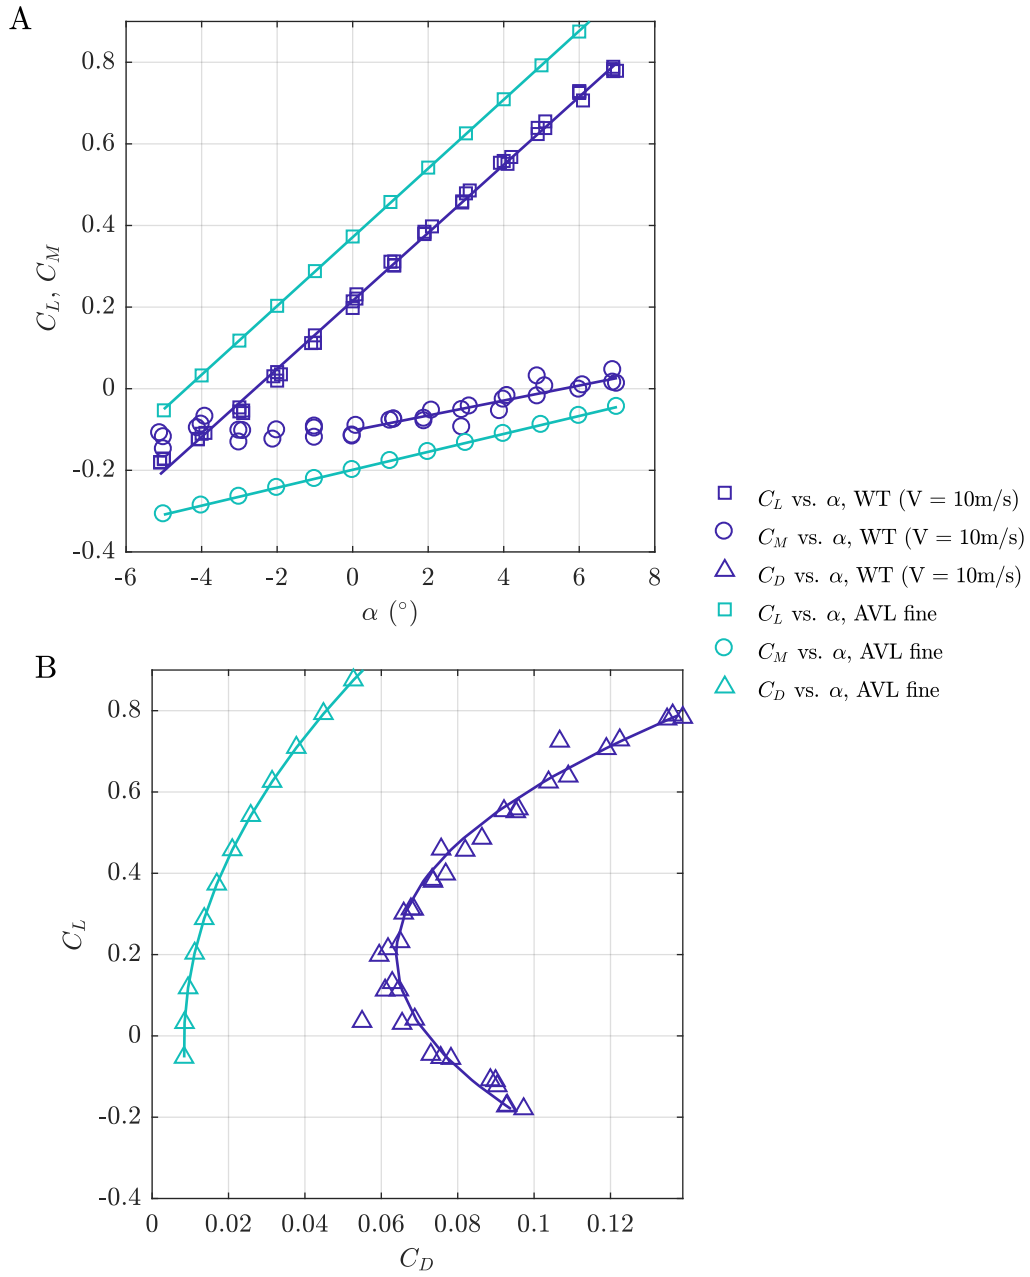 A
0.8
0.6
0.4
0.2
0
-0.2
-0.4
C_L, C_M
-6 -4 -2 0 2 4 6 8
α (°)
C_L vs. α, WT (V = 10m/s)
C_M vs. α, WT (V = 10m/s)
C_D vs. α, WT (V = 10m/s)
C_L vs. α, AVL fine
C_M vs. α, AVL fine
C_D vs. α, AVL fine
B
0.8
0.6
0.4
0.2
0
-0.2
-0.4
C_L
0 0.02 0.04 0.06 0.08 0.1 0.12
C_D